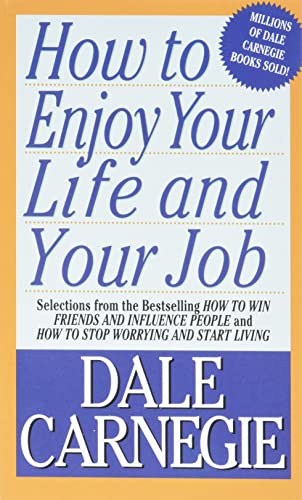 MILLIONS
OF DALE
CARNEGIE
BOOKS SOLD!
How to
Enjoy Your
Life and
Your Job
Selections from the Bestselling HOW TO WIN
FRIENDS AND INFLUENCE PEOPLE and
HOW TO STOP WORRYING AND START LIVING
DALE
CARNEGIE